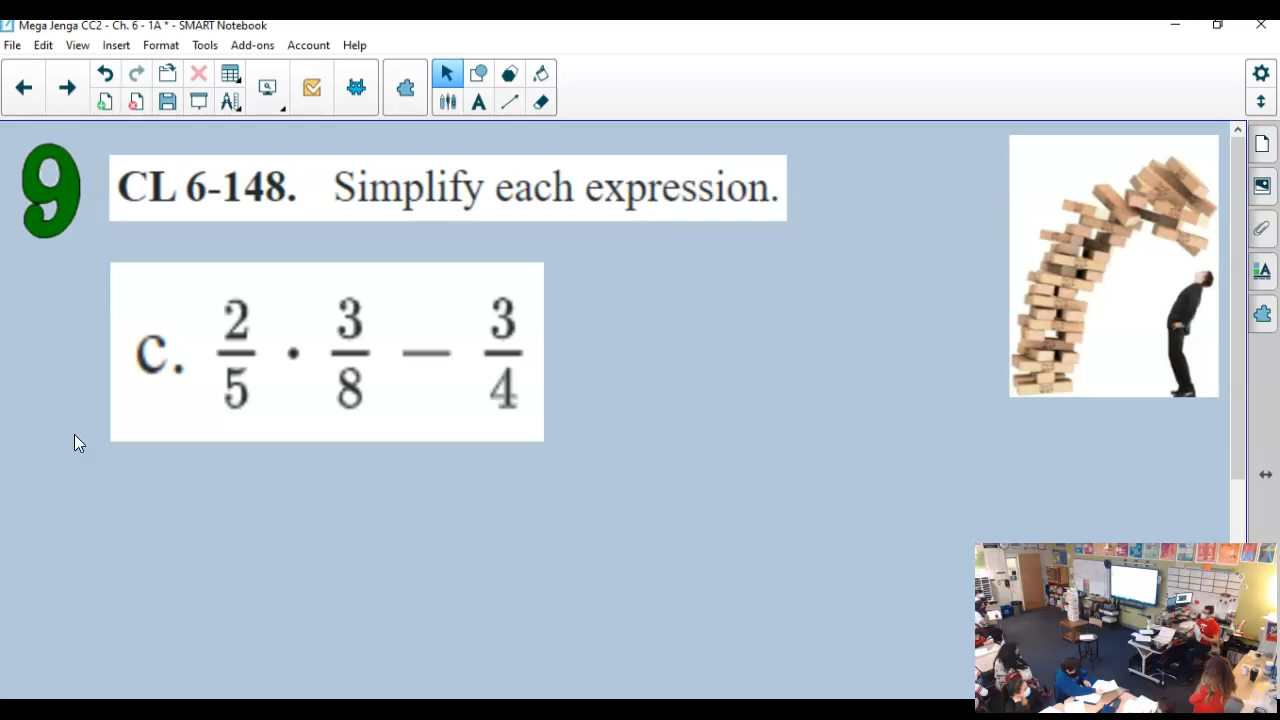 Mega Jenga CC2 - Ch. 6 - 1A * - SMART Notebook
File Edit View Insert Format Tools Add-ons Account Help
9
CL 6-148. Simplify each expression.
c. 2/5 · 3/8 — 3/4